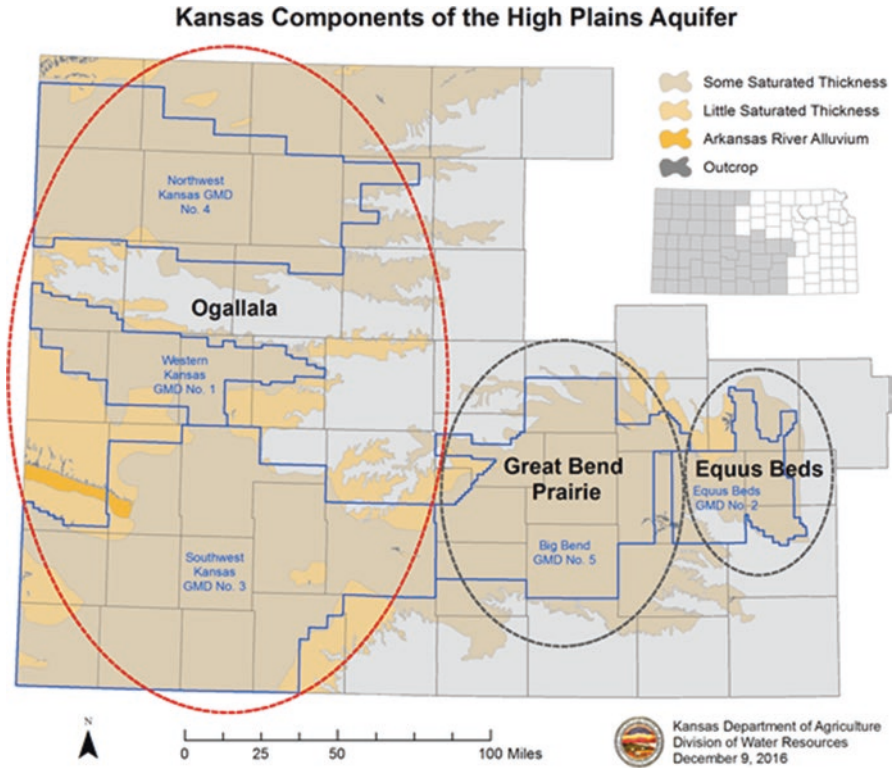 Kansas Components of the High Plains Aquifer
Some Saturated Thickness
Little Saturated Thickness
Arkansas River Alluvium
Outcrop
Northwest
Kansas GMD
No. 4
Ogallala
Western
Kansas
GMD No. 1
Great Bend
Prairie
Equus Beds
Equus Beds
GMD No. 2
Big Bend
GMD No. 5
Southwest
Kansas
GMD No. 3
N
0 25 50 100 Miles
Kansas Department of Agriculture
Division of Water Resources
December 9, 2016